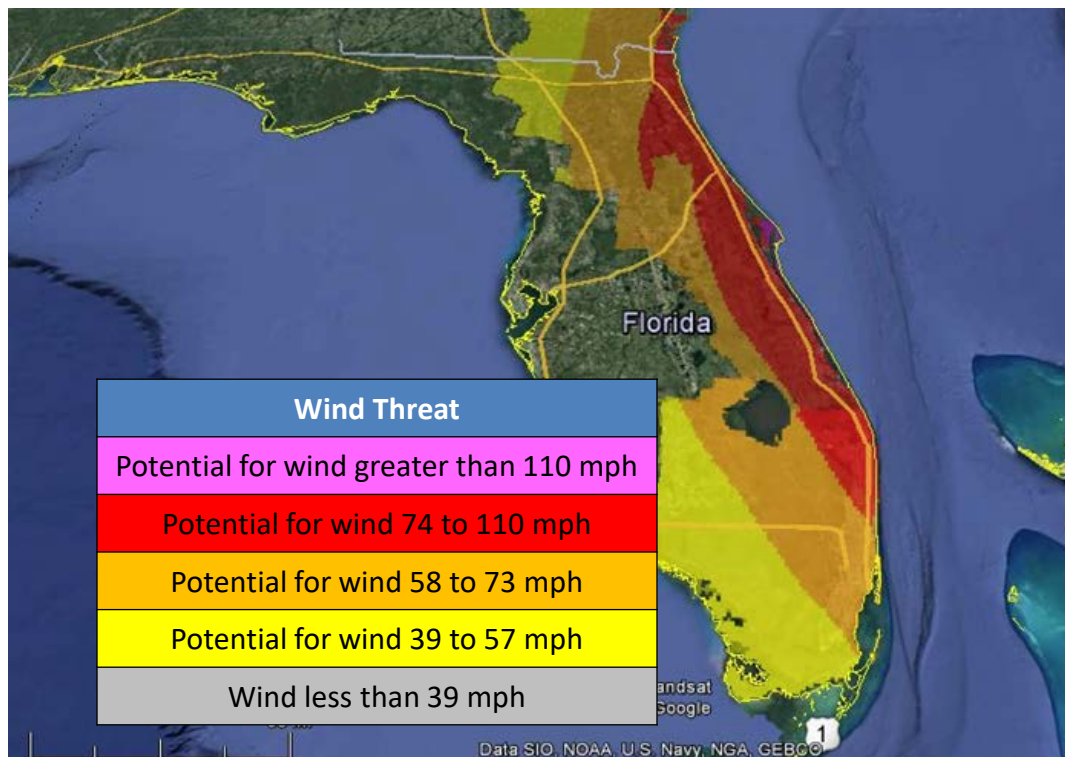 Florida
Wind Threat
Potential for wind greater than 110 mph
Potential for wind 74 to 110 mph
Potential for wind 58 to 73 mph
Potential for wind 39 to 57 mph
Wind less than 39 mph
andsat
Google
1
Data SIO, NOAA, U.S. Navy, NGA, GEBCO